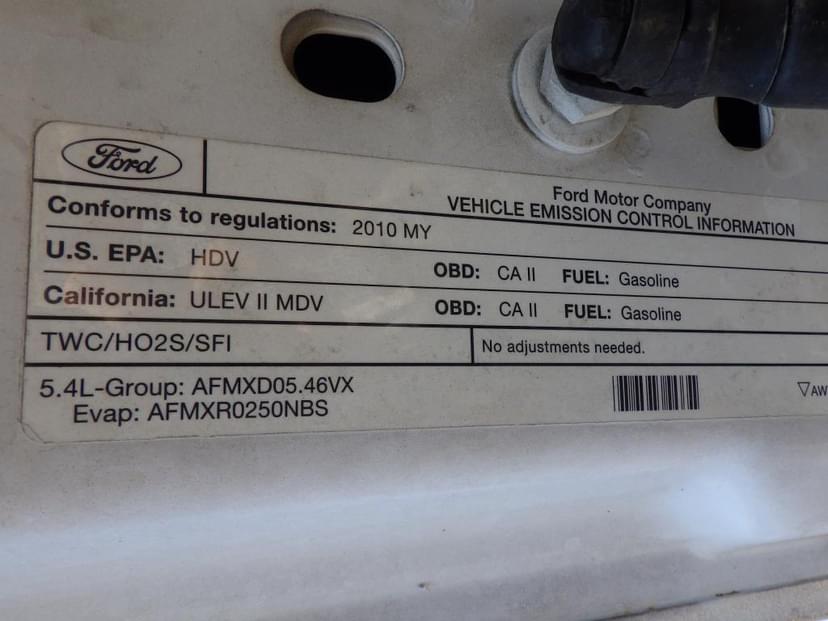 Ford
Ford Motor Company
VEHICLE EMISSION CONTROL INFORMATION
Conforms to regulations: 2010 MY
U.S. EPA: HDV OBD: CA II FUEL: Gasoline
California: ULEV II MDV OBD: CA II FUEL: Gasoline
TWC/HO2S/SFI No adjustments needed.
5.4L-Group: AFMXD05.46VX
Evap: AFMXR0250NBS
▽AW